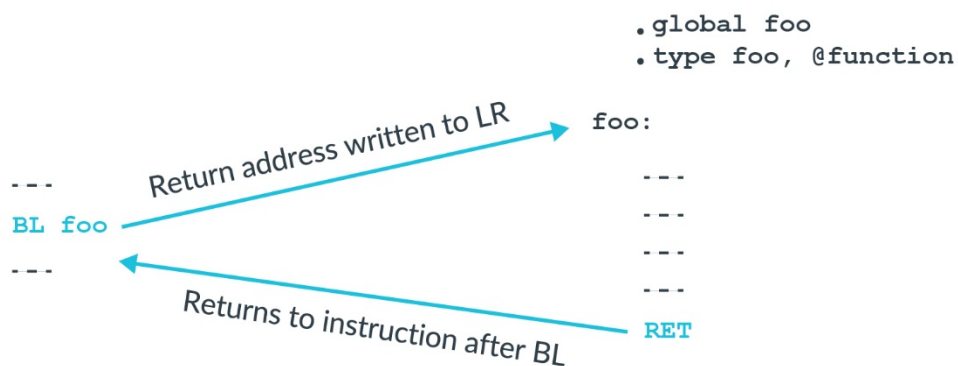 .global foo
.type foo, @function
foo:
Return address written to LR
---
BL foo
---
---
---
---
---
Returns to instruction after BL
RET